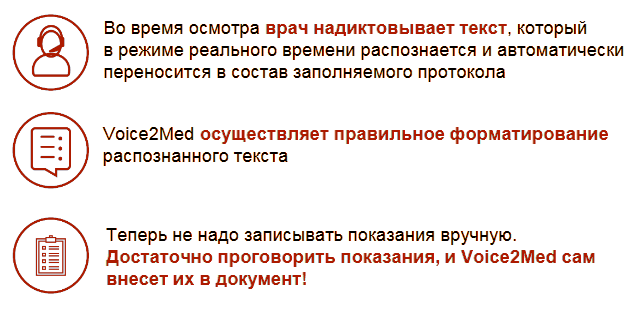 Во время осмотра врач надиктовывает текст, который
в режиме реального времени распознается и автоматически
переносится в состав заполняемого протокола
Voice2Med осуществляет правильное форматирование
распознанного текста
Теперь не надо записывать показания вручную.
Достаточно проговорить показания, и Voice2Med сам
внесет их в документ!